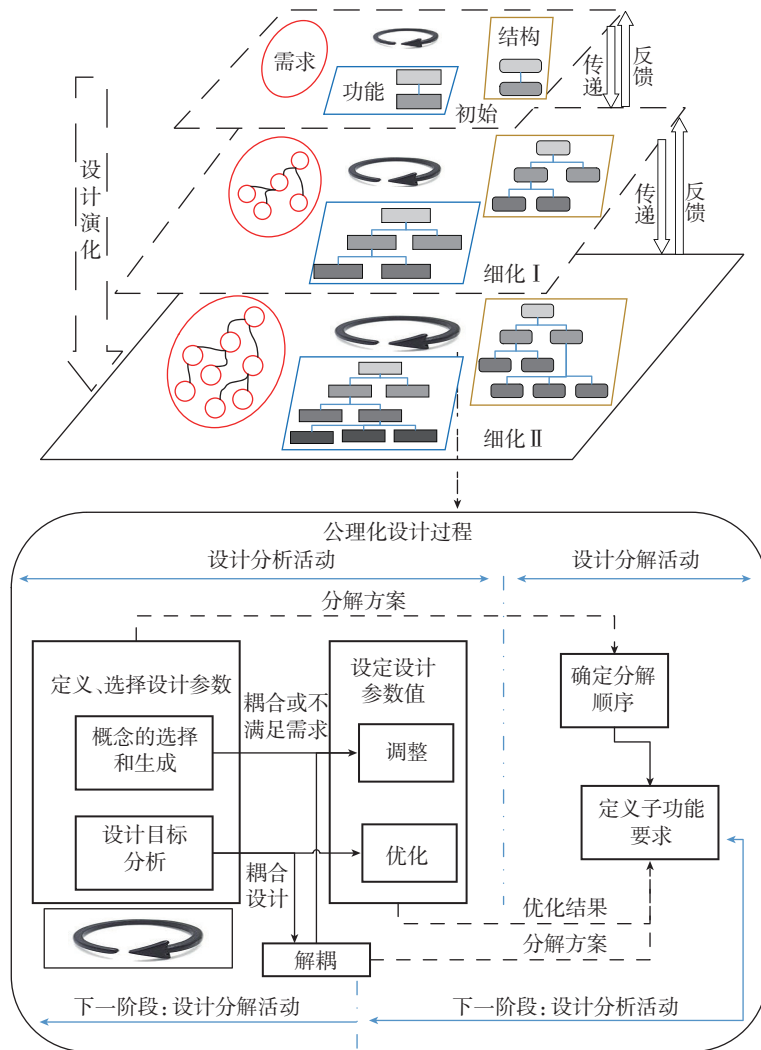 需求
结构
功能
初始
传递
反馈
设计演化
传递
反馈
细化 I
细化 II
公理化设计过程
设计分析活动
设计分解活动
分解方案
定义、选择设计参数
设定设计
参数值
确定分解
顺序
耦合或不
满足需求
概念的选择
和生成
调整
定义子功能
要求
设计目标
分析
优化
耦合
设计
优化结果
解耦
分解方案
下一阶段:设计分解活动
下一阶段:设计分析活动